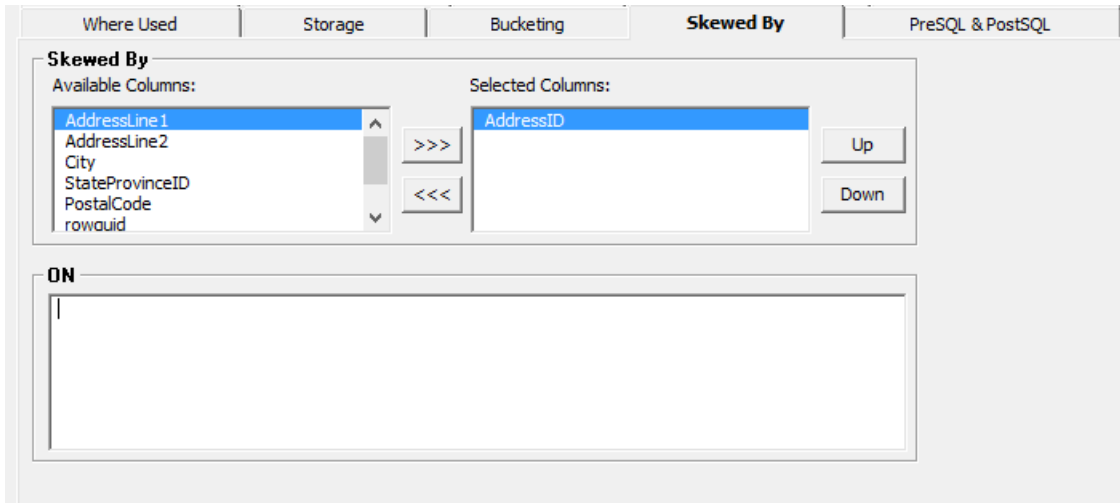 Where Used
Storage
Bucketing
Skewed By
PreSQL & PostSQL
Skewed By
Available Columns:
Selected Columns:
AddressLine1
AddressLine2
City
StateProvinceID
PostalCode
rowguid
>>>
<<<
AddressID
Up
Down
ON